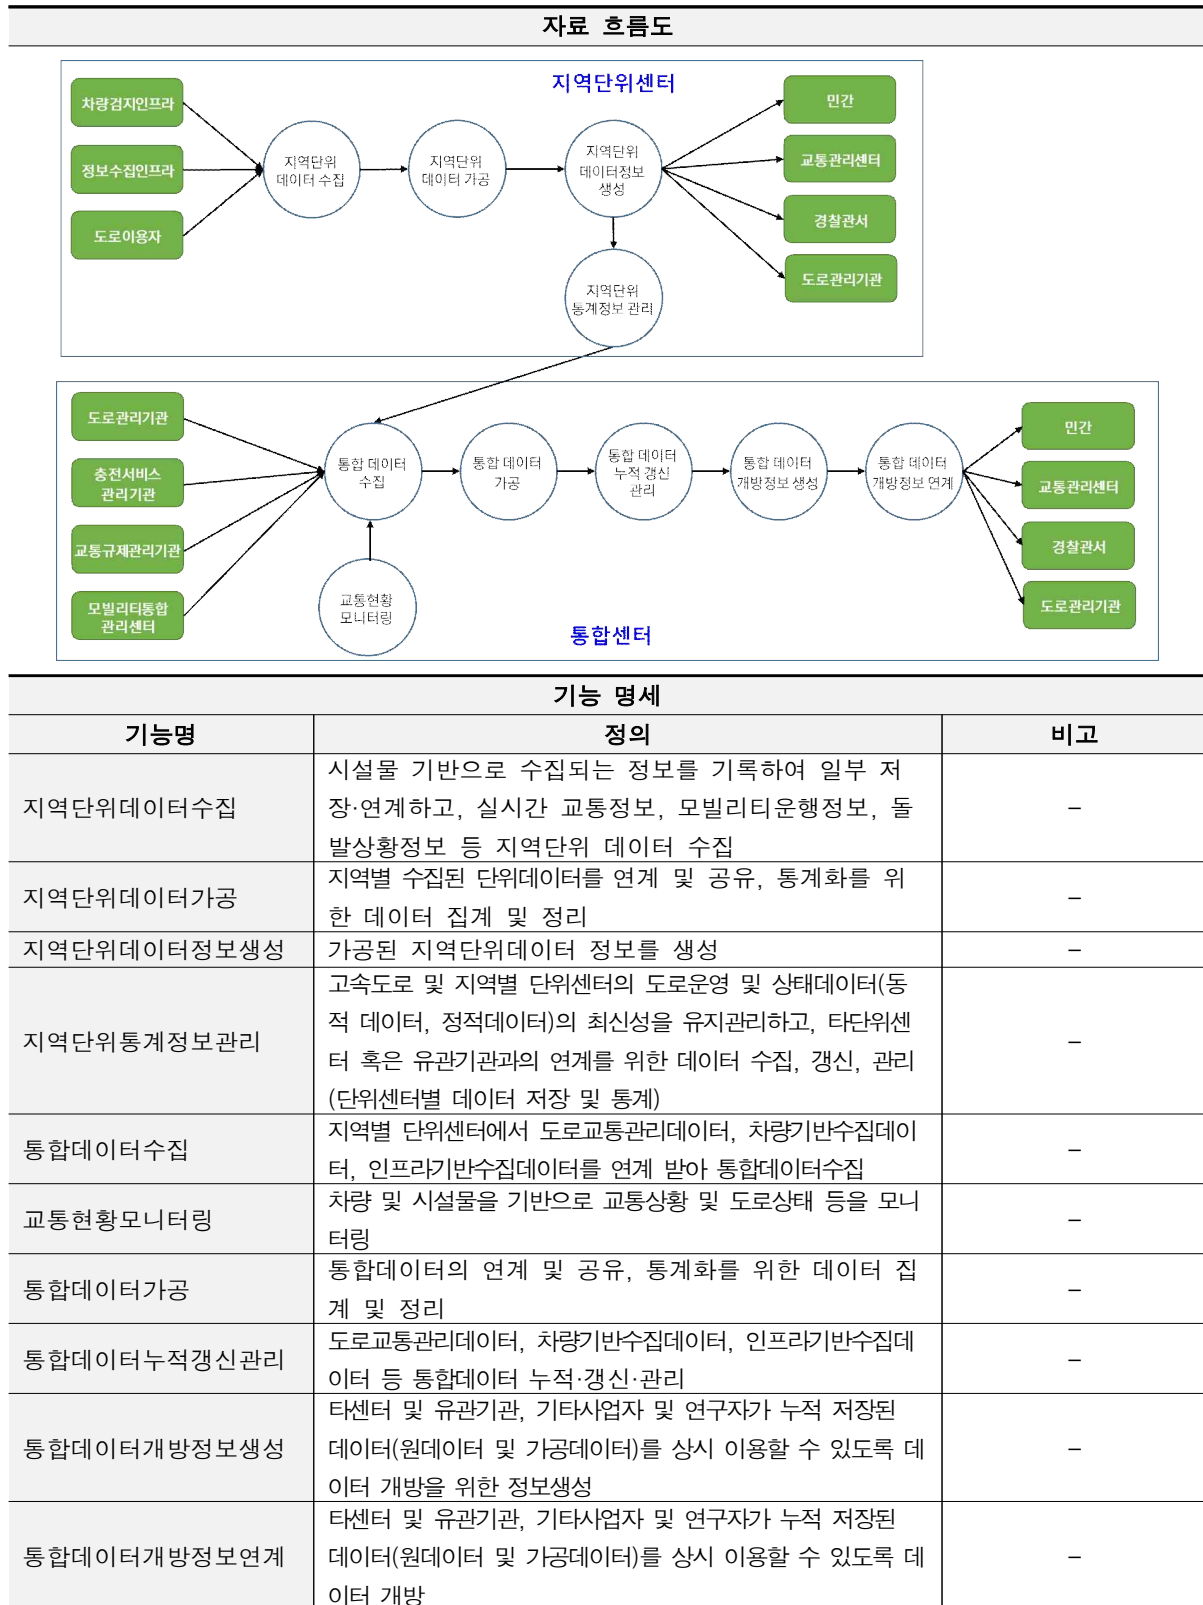 자료 흐름도
지역단위센터
차량검지인프라
정보수집인프라
도로이용자
지역단위
데이터 수집
지역단위
데이터 가공
지역단위
데이터정보
생성
지역단위
통계정보 관리
민간
교통관리센터
경찰관서
도로관리기관
도로관리기관
충전서비스
관리기관
교통규제관리기관
모빌리티통합
관리센터
통합 데이터
수집
교통현황
모니터링
통합 데이터
가공
통합 데이터
누적 갱신
관리
통합 데이터
개방정보 생성
통합 데이터
개방정보 연계
민간
교통관리센터
경찰관서
도로관리기관
통합센터
기능 명세
기능명 정의 비고
지역단위데이터수집
시설물 기반으로 수집되는 정보를 기록하여 일부 저
장·연계하고, 실시간 교통정보, 모빌리티운행정보, 돌
발상황정보 등 지역단위 데이터 수집
–
지역단위데이터가공
지역별 수집된 단위데이터를 연계 및 공유, 통계화를 위
한 데이터 집계 및 정리
–
지역단위데이터정보생성
가공된 지역단위데이터 정보를 생성
–
지역단위통계정보관리
고속도로 및 지역별 단위센터의 도로운영 및 상태데이터(동
적 데이터, 정적데이터)의 최신성을 유지관리하고, 타단위센
터 혹은 유관기관과의 연계를 위한 데이터 수집, 갱신, 관리
(단위센터별 데이터 저장 및 통계)
–
통합데이터수집
지역별 단위센터에서 도로교통관리데이터, 차량기반수집데이
터, 인프라기반수집데이터를 연계 받아 통합데이터수집
–
교통현황모니터링
차량 및 시설물을 기반으로 교통상황 및 도로상태 등을 모니
터링
–
통합데이터가공
통합데이터의 연계 및 공유, 통계화를 위한 데이터 집
계 및 정리
–
통합데이터누적갱신관리
도로교통관리데이터, 차량기반수집데이터, 인프라기반수집데
이터 등 통합데이터 누적·갱신·관리
–
통합데이터개방정보생성
타센터 및 유관기관, 기타사업자 및 연구자가 누적 저장된
데이터(원데이터 및 가공데이터)를 상시 이용할 수 있도록 데
이터 개방을 위한 정보생성
–
통합데이터개방정보연계
타센터 및 유관기관, 기타사업자 및 연구자가 누적 저장된
데이터(원데이터 및 가공데이터)를 상시 이용할 수 있도록 데
이터 개방
–